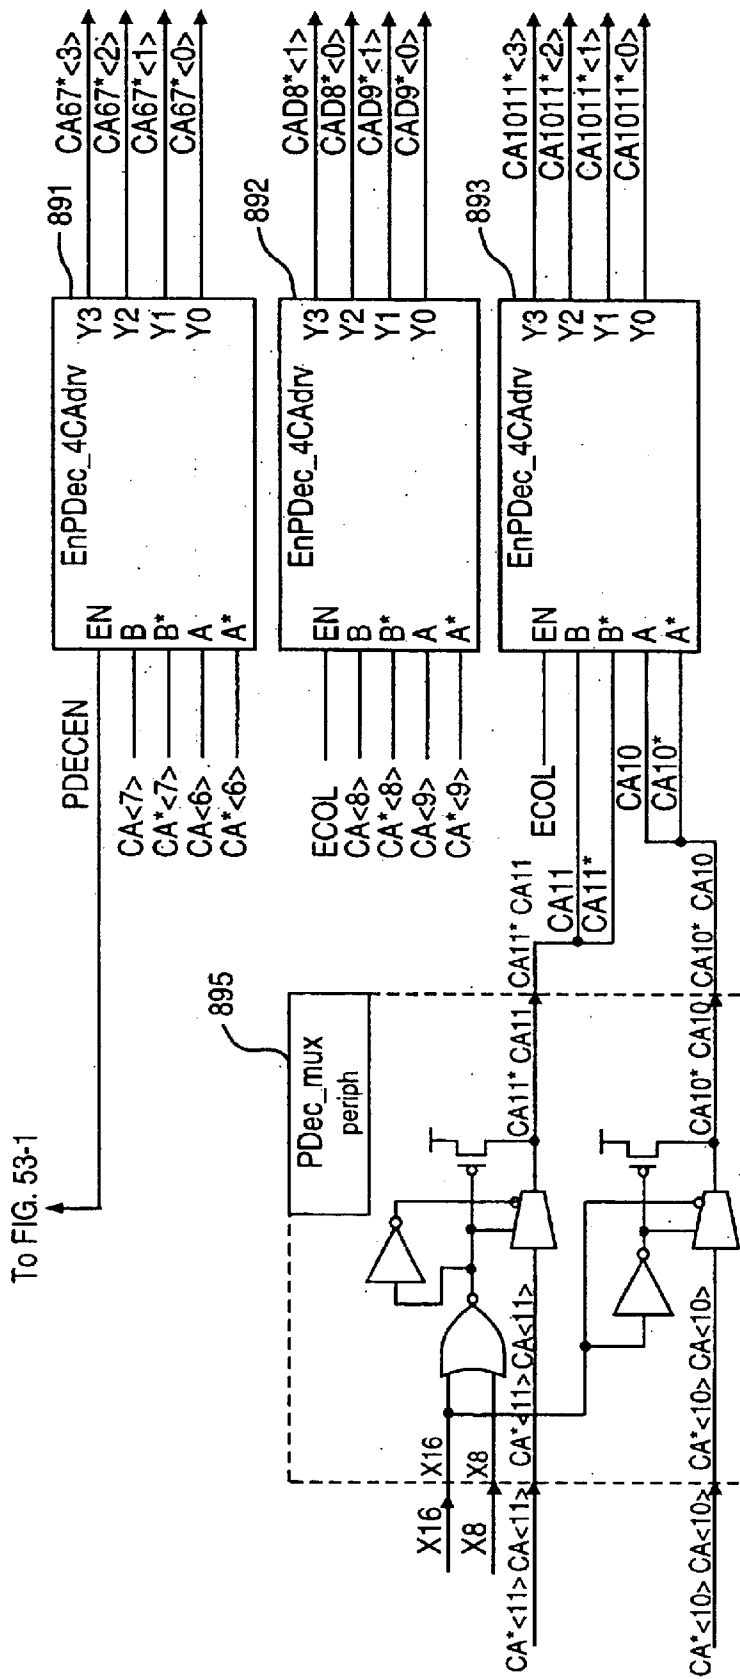 To FIG. 53-1
PDECEN
EN
B
B*
A
A*
CA<7>
CA*<7>
CA<6>
CA*<6>
EnPDec_4CAdrv
Y3
Y2
Y1
Y0
891
CA67*<3>
CA67*<2>
CA67*<1>
CA67*<0>
ECOL
CA<8>
CA*<8>
CA<9>
CA*<9>
EN
B
B*
A
A*
EnPDec_4CAdrv
Y3
Y2
Y1
Y0
892
CAD8*<1>
CAD8*<0>
CAD9*<1>
CAD9*<0>
ECOL
EN
B
B*
A
A*
EnPDec_4CAdrv
Y3
Y2
Y1
Y0
893
CA1011*<3>
CA1011*<2>
CA1011*<1>
CA1011*<0>
CA11
CA11*
CA10
CA10*
895
PDec_mux
periph
X16 X16
X8 X8
CA*<11> CA<11> CA*<11> CA<11> CA11* CA11 CA11* CA11
CA*<10> CA<10> CA*<10> CA<10> CA10* CA10 CA10* CA10